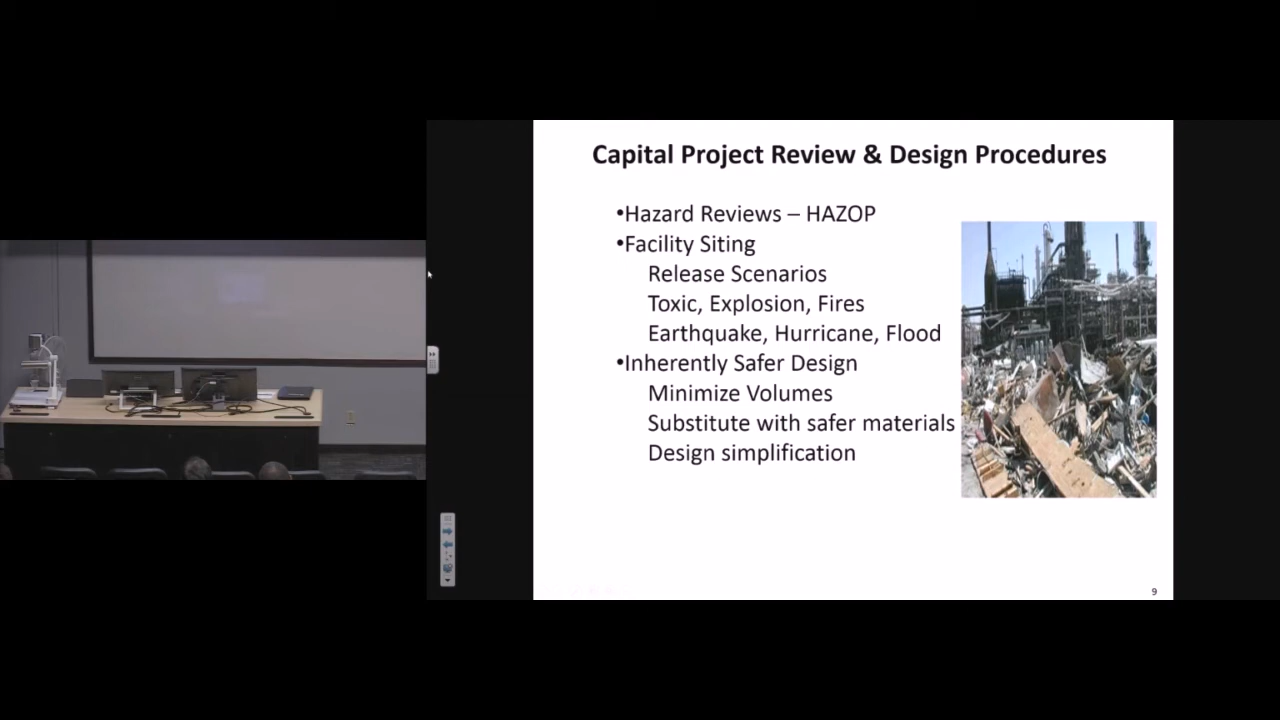 Capital Project Review & Design Procedures
•Hazard Reviews – HAZOP
•Facility Siting
Release Scenarios
Toxic, Explosion, Fires
Earthquake, Hurricane, Flood
•Inherently Safer Design
Minimize Volumes
Substitute with safer materials
Design simplification
9